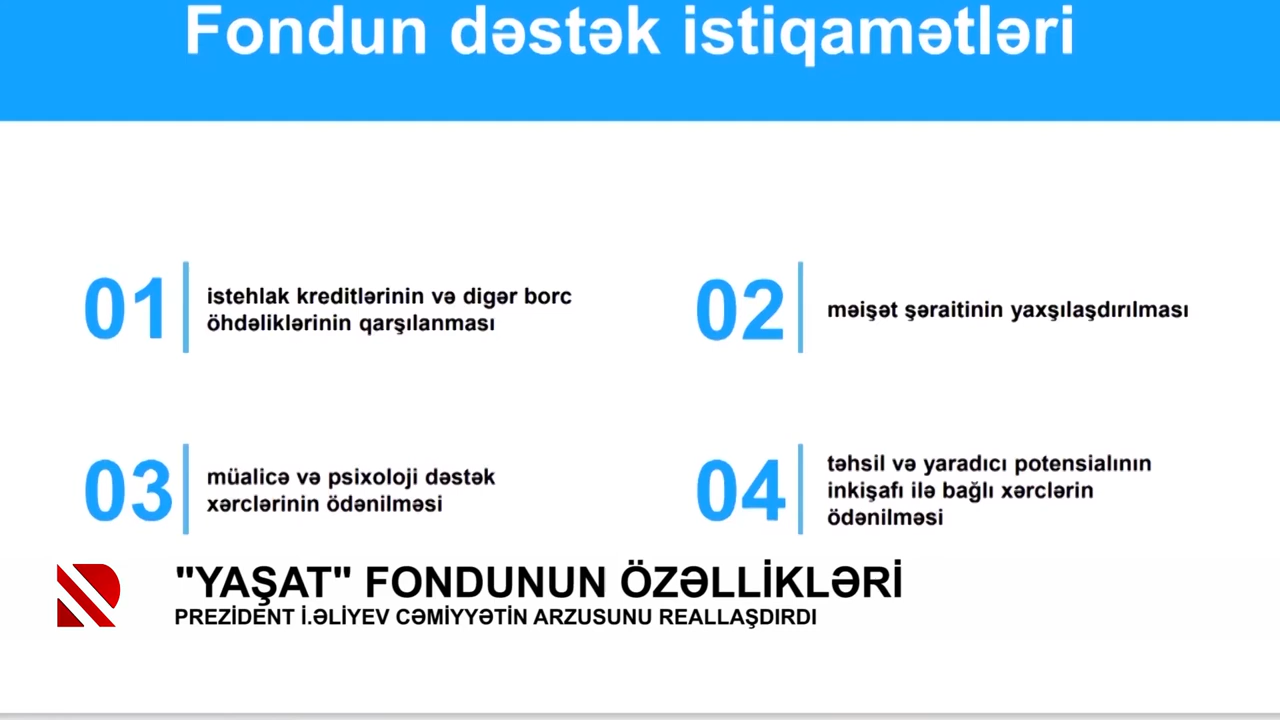 Fondun dəstək istiqamətləri
01
istehlak kreditlərinin və digər borc
öhdəliklərinin qarşılanması
02
məişət şəraitinin yaxşılaşdırılması
03
müalicə və psixoloji dəstək
xərclərinin ödənilməsi
04
təhsil və yaradıcı potensialının
inkişafı ilə bağlı xərclərin
ödənilməsi
"YAŞAT" FONDUNUN ÖZƏLLİKLƏRİ
PREZİDENT İ.ƏLİYEV CƏMİYYƏTİN ARZUSUNU REALLAŞDIRDI